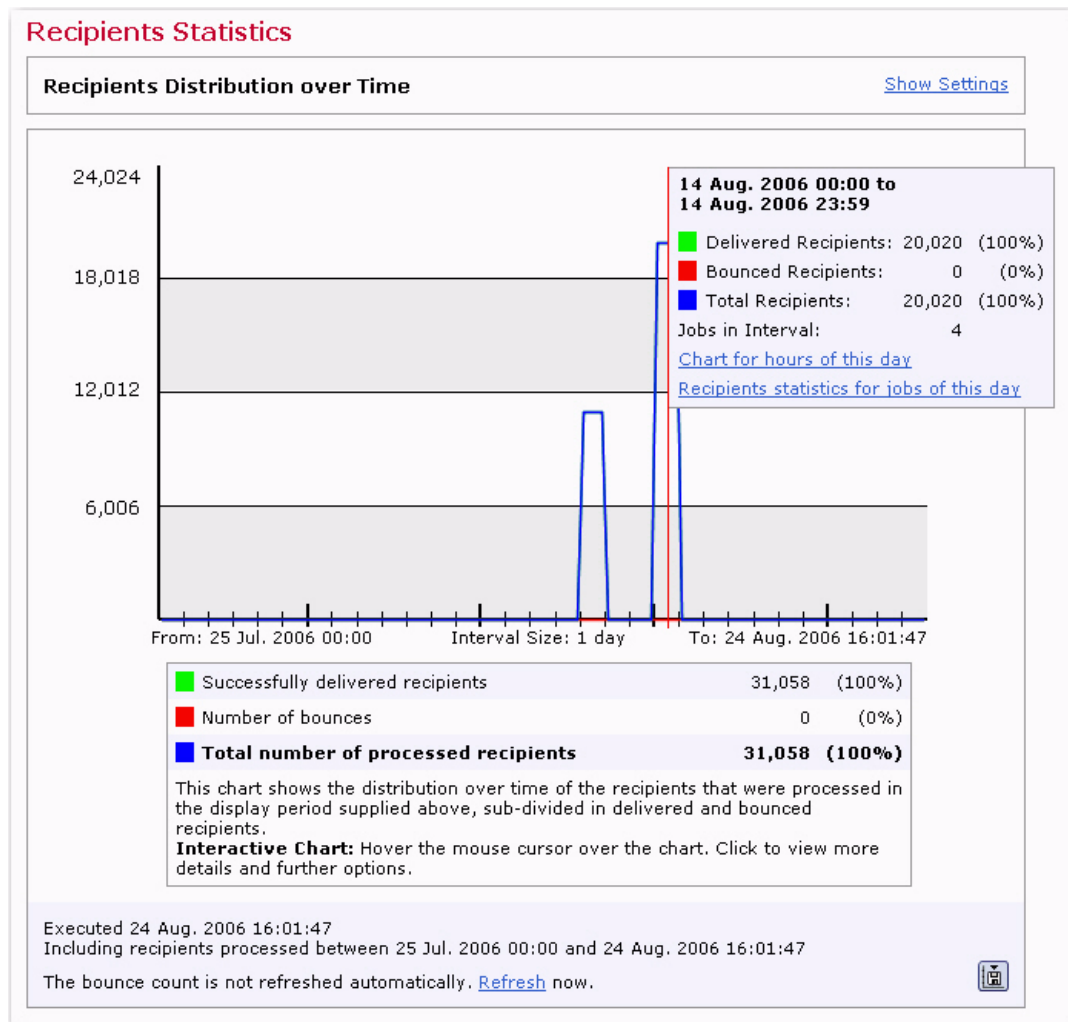 Recipients Statistics
Recipients Distribution over Time
Show Settings
24,024
18,018
12,012
6,006
14 Aug. 2006 00:00 to
14 Aug. 2006 23:59
Delivered Recipients: 20,020 (100%)
Bounced Recipients: 0 (0%)
Total Recipients: 20,020 (100%)
Jobs in Interval: 4
Chart for hours of this day
Recipients statistics for jobs of this day
From: 25 Jul. 2006 00:00 Interval Size: 1 day To: 24 Aug. 2006 16:01:47
Successfully delivered recipients 31,058 (100%)
Number of bounces 0 (0%)
Total number of processed recipients 31,058 (100%)
This chart shows the distribution over time of the recipients that were processed in
the display period supplied above, sub-divided in delivered and bounced
recipients.
Interactive Chart: Hover the mouse cursor over the chart. Click to view more
details and further options.
Executed 24 Aug. 2006 16:01:47
Including recipients processed between 25 Jul. 2006 00:00 and 24 Aug. 2006 16:01:47
The bounce count is not refreshed automatically. Refresh now.